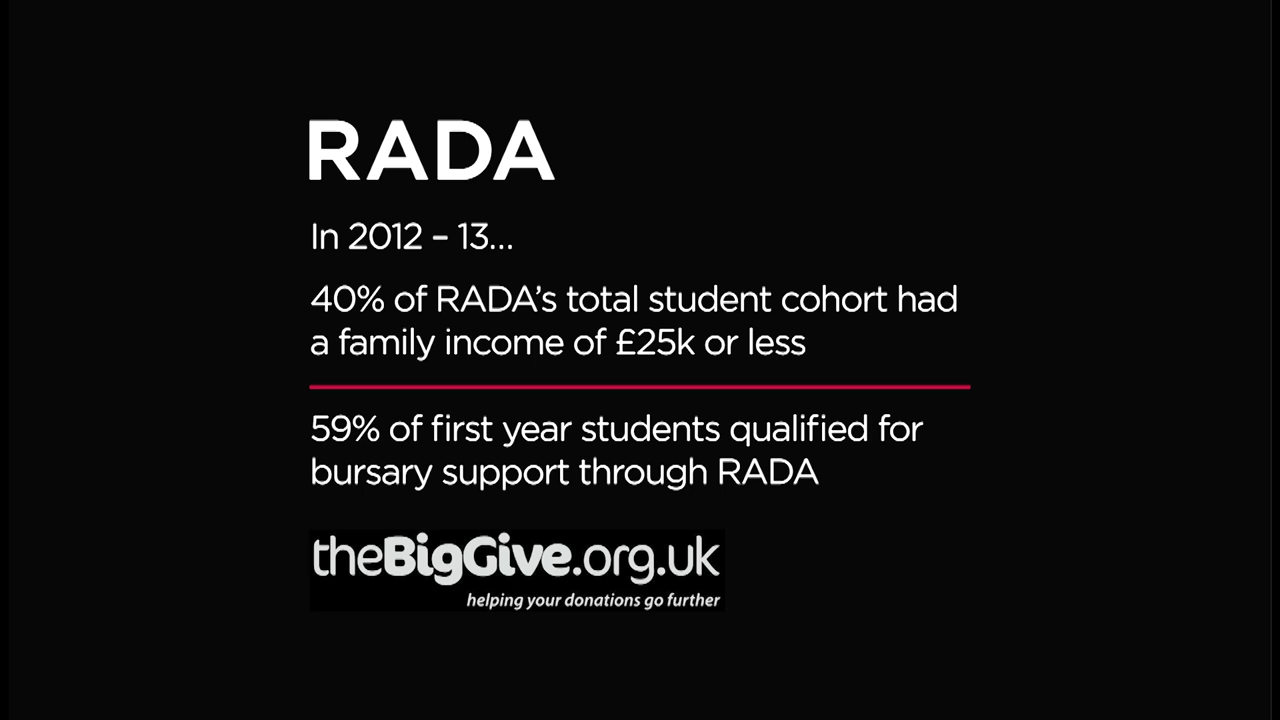 RADA
In 2012 – 13...
40% of RADA’s total student cohort had
a family income of £25k or less
59% of first year students qualified for
bursary support through RADA
theBigGive.org.uk
helping your donations go further